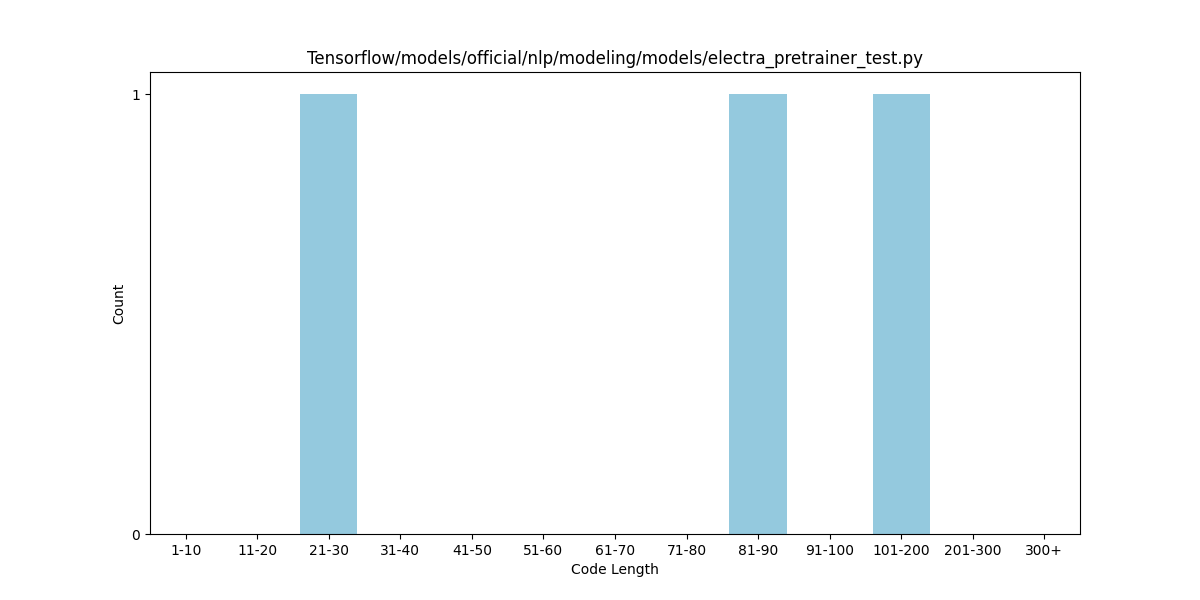 Tensorflow/models/official/nlp/modeling/models/electra_pretrainer_test.py
1
Count
0
1-10 11-20 21-30 31-40 41-50 51-60 61-70 71-80 81-90 91-100 101-200 201-300 300+
Code Length